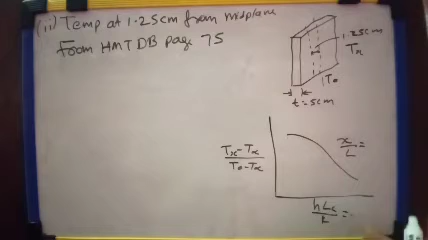 (ii) Temp at 1.25cm from midplane
From HMTDB page 75
1.25cm
Tx
To
t = 5cm
Tx - T∝
To - T∝
x/L =
hLc
k =